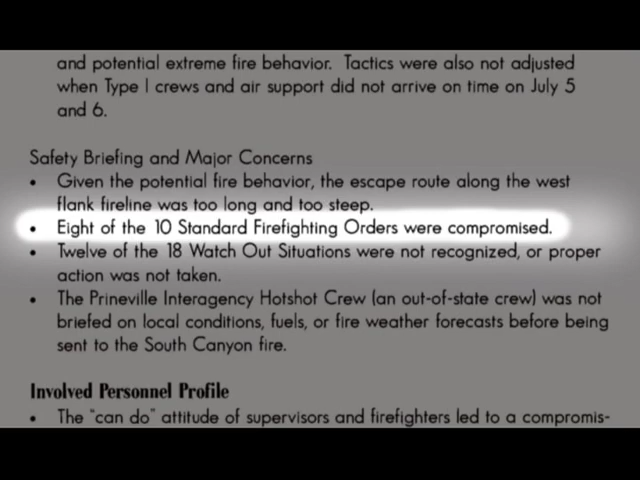 and potential extreme fire behavior. Tactics were also not adjusted
when Type I crews and air support did not arrive on time on July 5
and 6.
Safety Briefing and Major Concerns
• Given the potential fire behavior, the escape route along the west
flank fireline was too long and too steep.
• Eight of the 10 Standard Firefighting Orders were compromised.
• Twelve of the 18 Watch Out Situations were not recognized, or proper
action was not taken.
• The Prineville Interagency Hotshot Crew (an out-of-state crew) was not
briefed on local conditions, fuels, or fire weather forecasts before being
sent to the South Canyon fire.
Involved Personnel Profile
• The "can do" attitude of supervisors and firefighters led to a compromis-